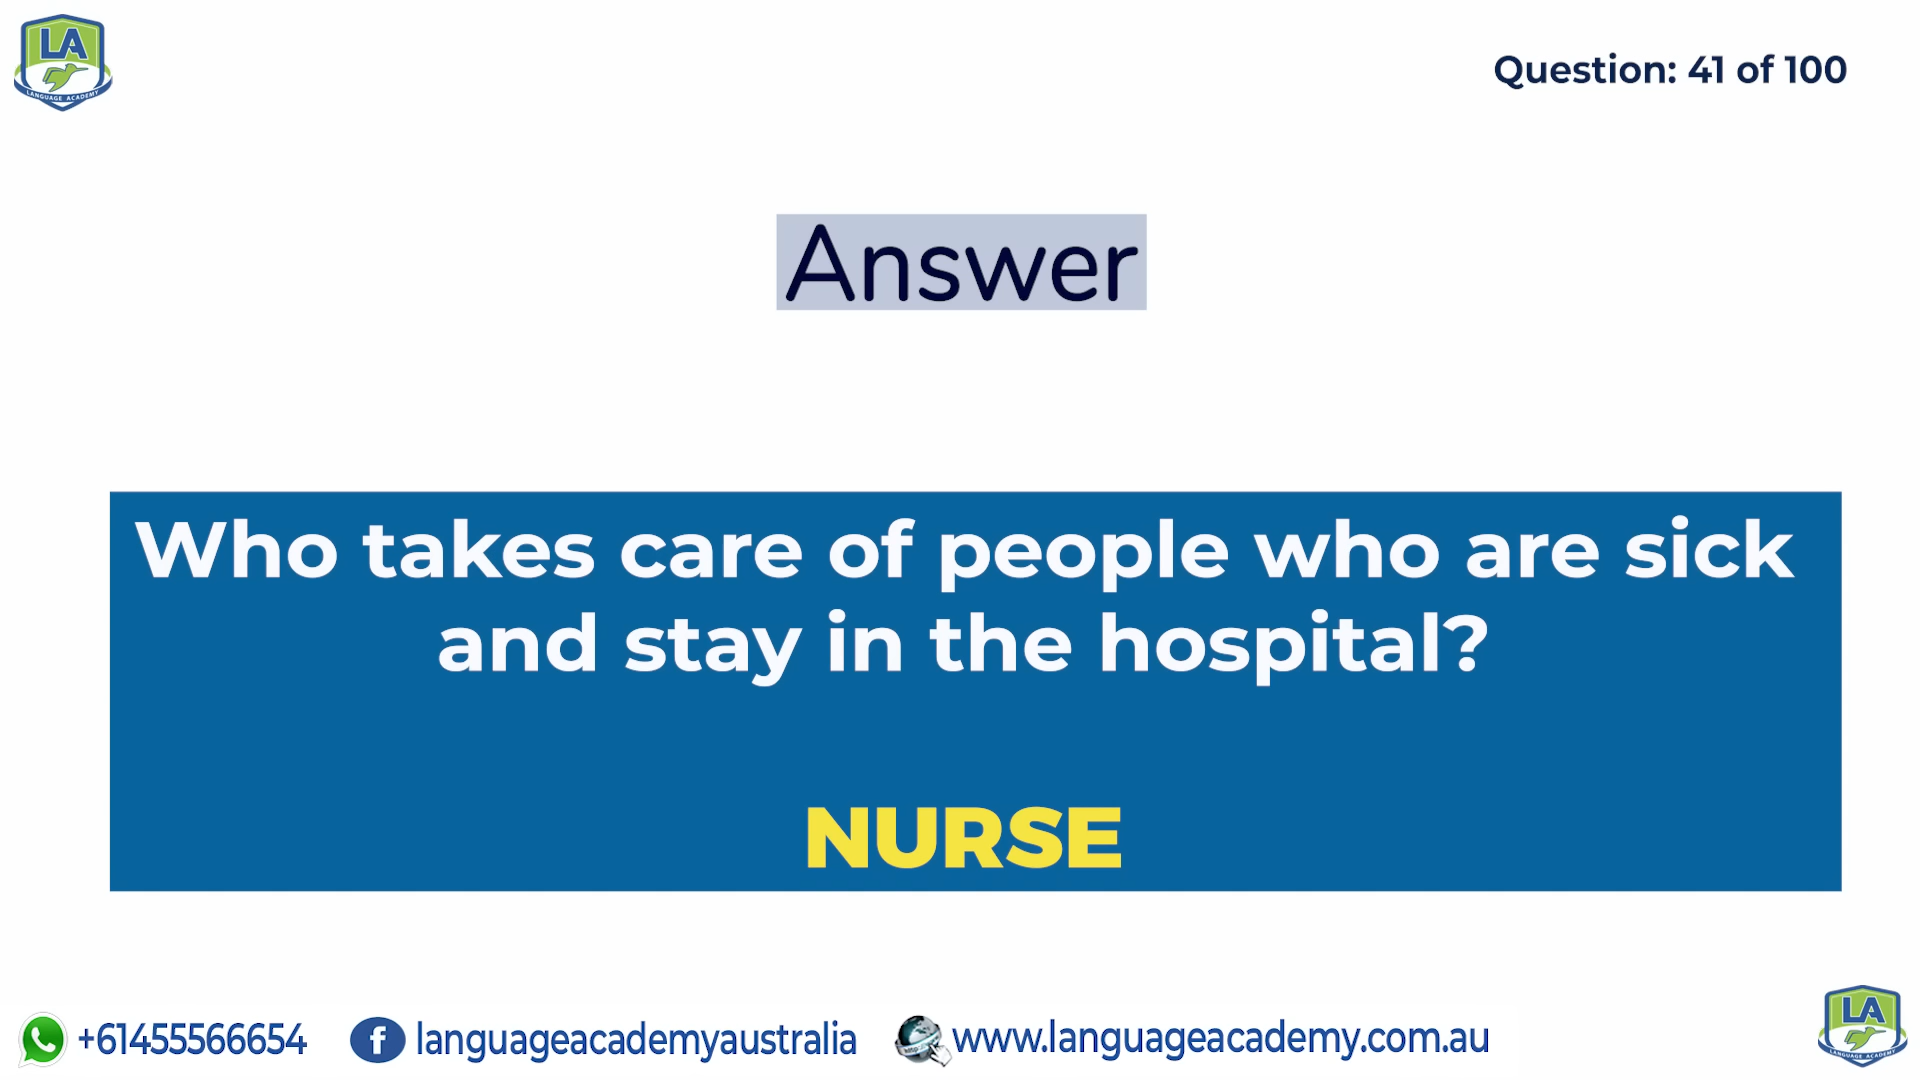 LA
LANGUAGE ACADEMY
Question: 41 of 100
Answer
Who takes care of people who are sick
and stay in the hospital?
NURSE
+61455566654
f languageacademyaustralia
http:
www.languageacademy.com.au
LA
LANGUAGE ACADEMY